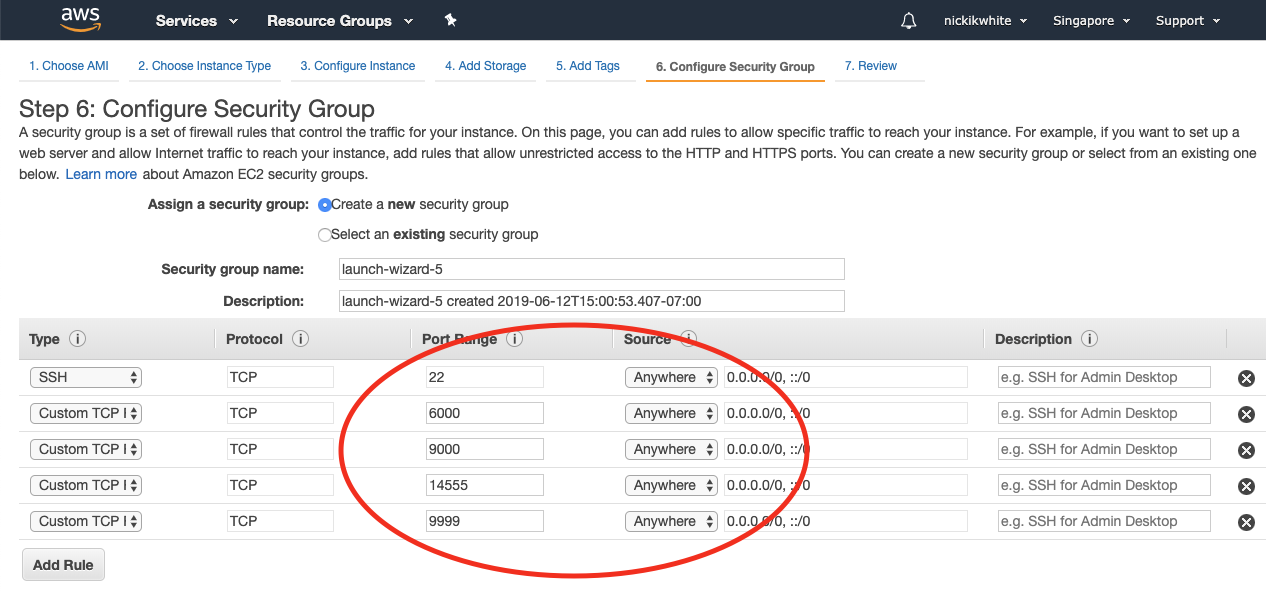 aws Services Resource Groups nickikwhite Singapore Support
1. Choose AMI 2. Choose Instance Type 3. Configure Instance 4. Add Storage 5. Add Tags 6. Configure Security Group 7. Review
Step 6: Configure Security Group
A security group is a set of firewall rules that control the traffic for your instance. On this page, you can add rules to allow specific traffic to reach your instance. For example, if you want to set up a
web server and allow Internet traffic to reach your instance, add rules that allow unrestricted access to the HTTP and HTTPS ports. You can create a new security group or select from an existing one
below. Learn more about Amazon EC2 security groups.
Assign a security group: Create a new security group
Select an existing security group
Security group name: launch-wizard-5
Description: launch-wizard-5 created 2019-06-12T15:00:53.407-07:00
Type i Protocol i Port Range i Source i Description i
SSH TCP 22 Anywhere 0.0.0.0/0, ::/0 e.g. SSH for Admin Desktop
Custom TCP TCP 6000 Anywhere 0.0.0.0/0, ::/0 e.g. SSH for Admin Desktop
Custom TCP TCP 9000 Anywhere 0.0.0.0/0, ::/0 e.g. SSH for Admin Desktop
Custom TCP TCP 14555 Anywhere 0.0.0.0/0, ::/0 e.g. SSH for Admin Desktop
Custom TCP TCP 9999 Anywhere 0.0.0.0/0, ::/0 e.g. SSH for Admin Desktop
Add Rule